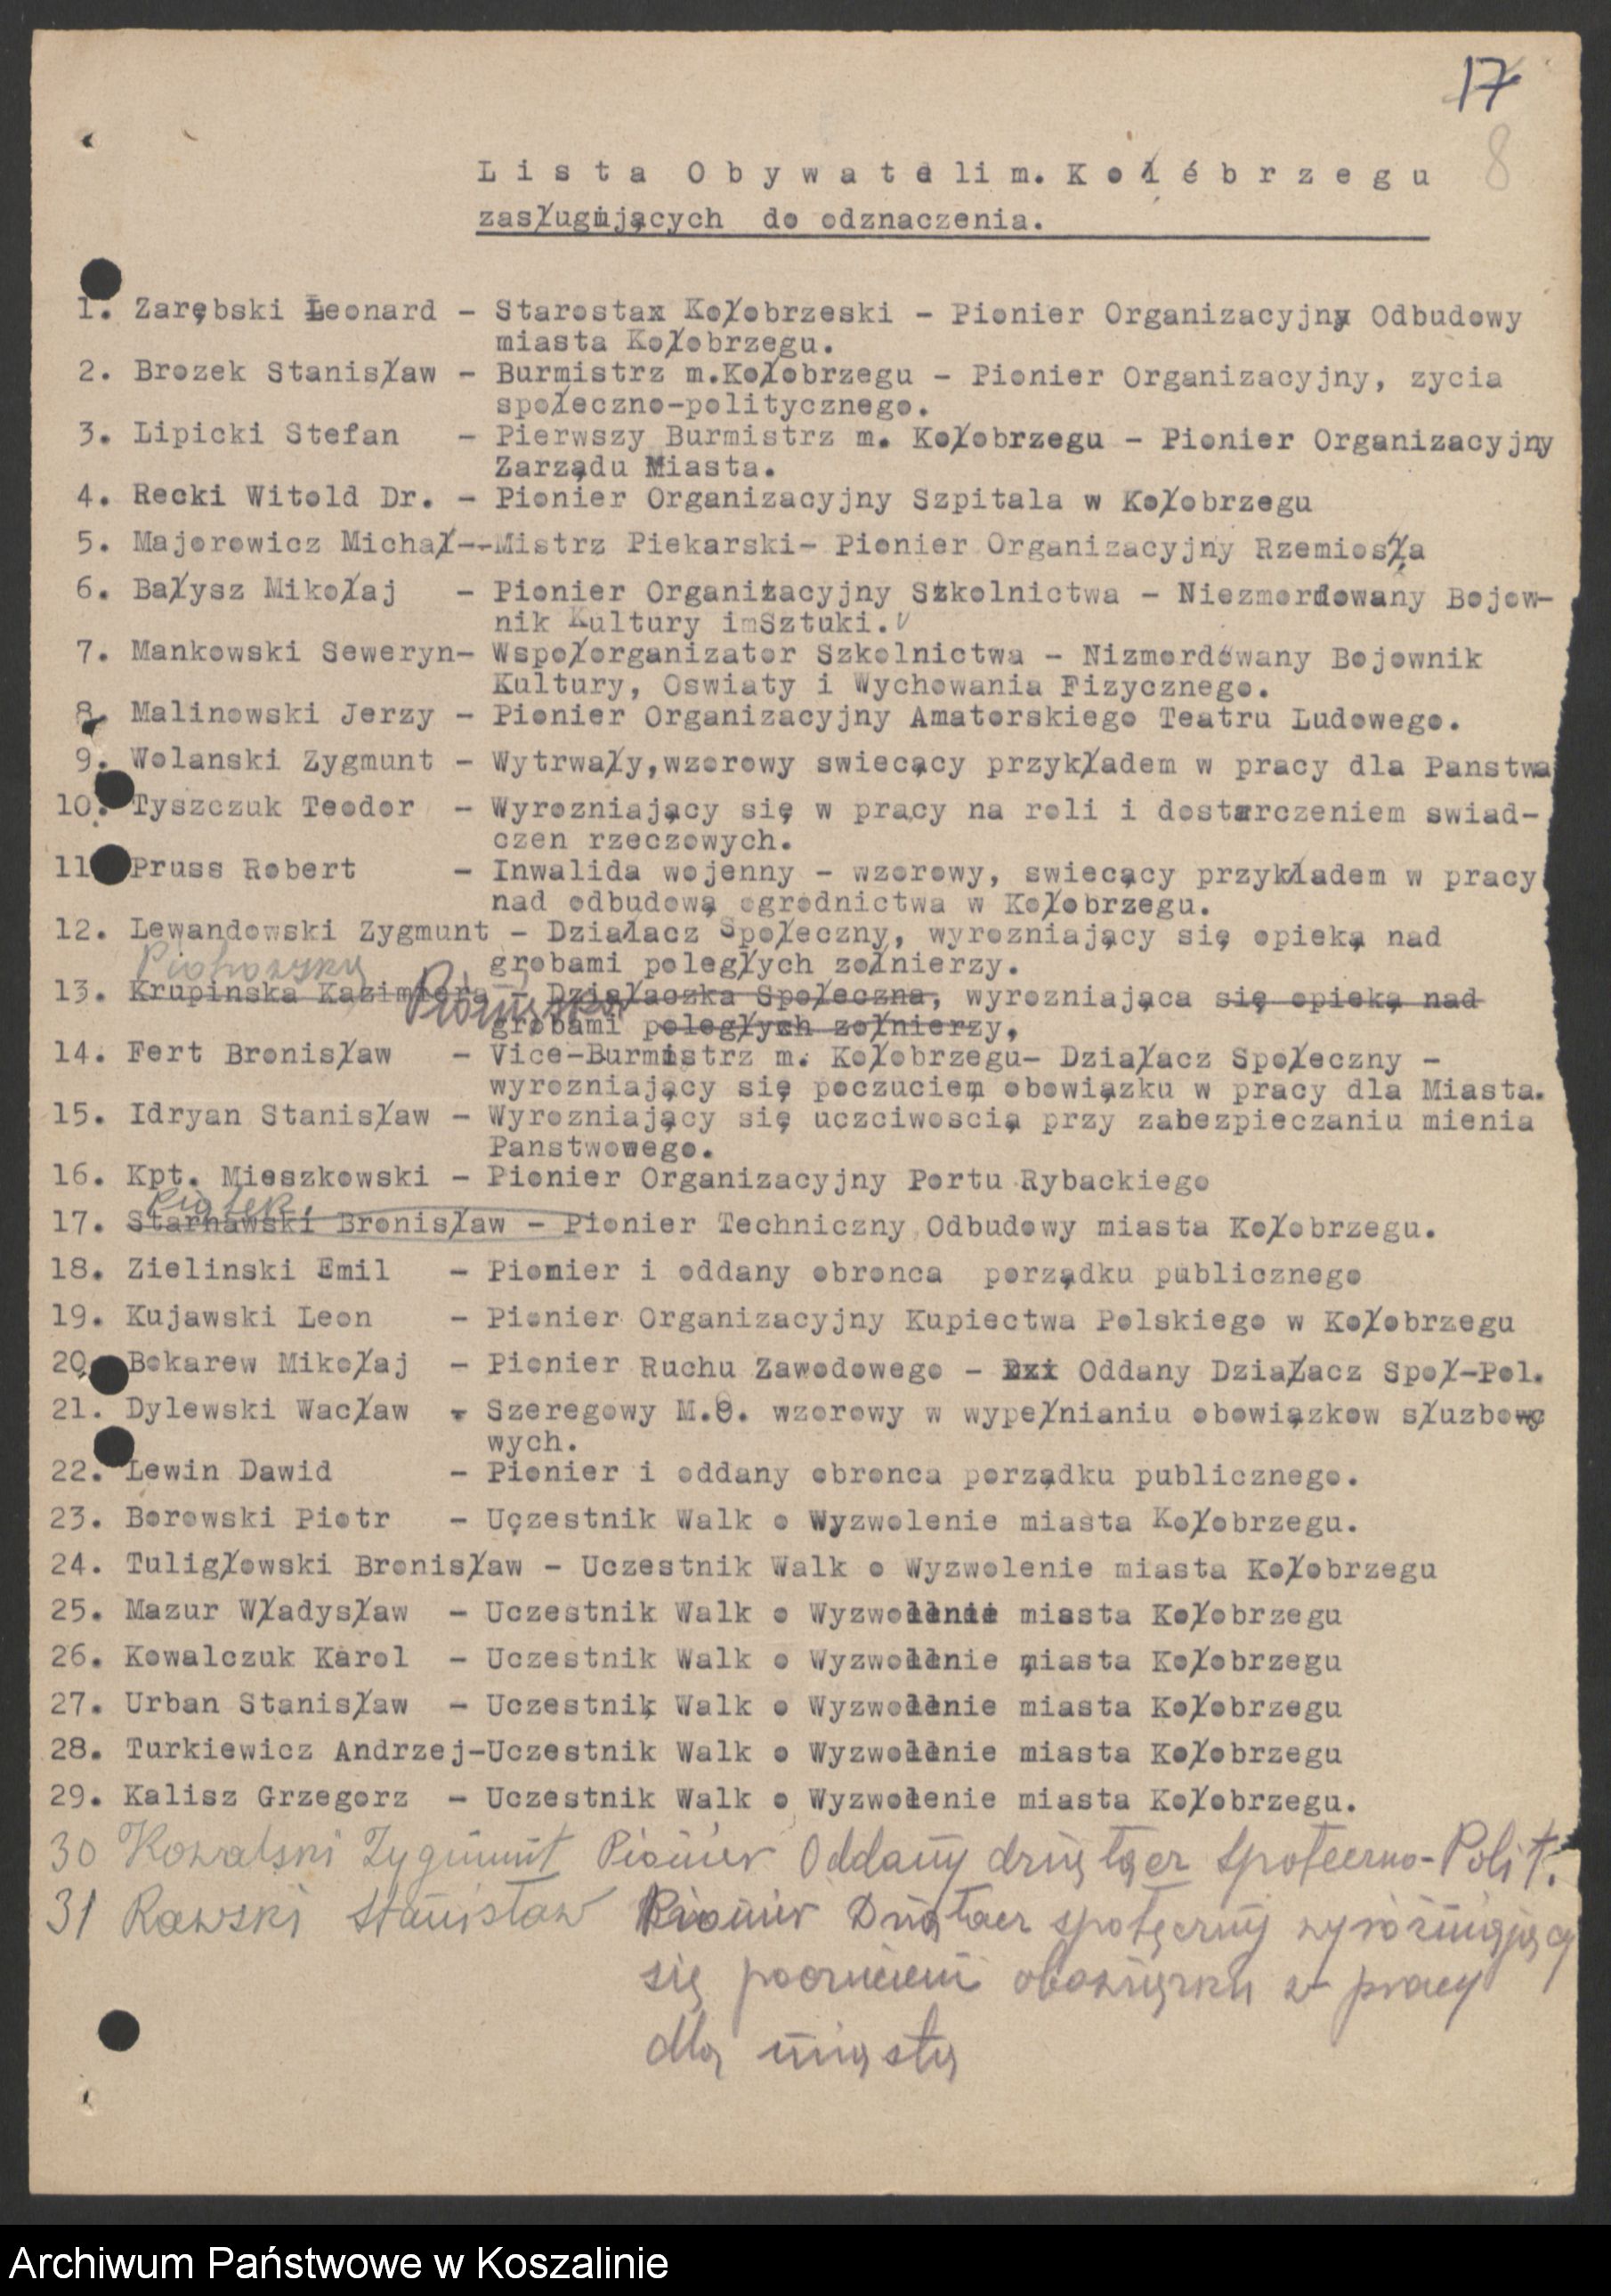 17
8
Lista Obywateli m. Kołobrzegu
zasługujących do odznaczenia.
1. Zarębski Leonard - Starostax Kołobrzeski - Pionier Organizacyjny Odbudowy
miasta Kołobrzegu.
2. Brozek Stanisław - Burmistrz m.Kołobrzegu - Pionier Organizacyjny, zycia
społeczno-politycznego.
3. Lipicki Stefan - Pierwszy Burmistrz m. Kołobrzegu - Pionier Organizacyjny
Zarządu Miasta.
4. Recki Witold Dr. - Pionier Organizacyjny Szpitala w Kołobrzegu
5. Majorowicz Michał--Mistrz Piekarski- Pionier Organizacyjny Rzemiosła
6. Bałysz Mikołaj - Pionier Organizacyjny Szkolnictwa - Niezmordowany Bojow-
nik Kultury imSztuki.
7. Mankowski Seweryn- Wspołorganizator Szkolnictwa - Nizmordówany Bojownik
Kultury, Oswiaty i Wychowania Fizycznego.
8. Malinowski Jerzy - Pionier Organizacyjny Amatorskiego Teatru Ludowego.
9. Wolanski Zygmunt - Wytrwały,wzorowy swiecący przykładem w pracy dla Panstwa
10. Tyszczuk Teodor - Wyrozniający się w pracy na roli i dostarczeniem swiad-
czen rzeczowych.
11. Pruss Robert - Inwalida wojenny - wzorowy, swiecący przykładem w pracy
nad odbudową ogrodnictwa w Kołobrzegu.
12. Lewandowski Zygmunt - Działacz Społeczny, wyrozniający się opieką nad
grobami poległych zołnierzy.
13. Krupinska Kazimiera - Działaczka Społeczna, wyrozniająca się opieką nad
grobami poległych zołnierzy,
14. Fert Bronisław - Vice-Burmistrz m. Kołobrzegu- Działacz Społeczny -
wyrozniający się poczuciem obowiązku w pracy dla Miasta.
15. Idryan Stanisław - Wyrozniający się uczciwoscią przy zabezpieczaniu mienia
Panstwowego.
16. Kpt. Mieszkowski - Pionier Organizacyjny Portu Rybackiego
Piątek.
17. Starnawski Bronisław - Pionier Techniczny Odbudowy miasta Kołobrzegu.
18. Zielinski Emil - Pionier i oddany obronca porządku publicznego
19. Kujawski Leon - Pionier Organizacyjny Kupiectwa Polskiego w Kołobrzegu
20. Bokarew Mikołaj - Pionier Ruchu Zawodowego - Dzi Oddany Działacz Społ-Pol.
21. Dylewski Wacław - Szeregowy M.O. wzorowy w wypełnianiu obowiązkow słuzbowy
wych.
22. Lewin Dawid - Pionier i oddany obronca porządku publicznego.
23. Borowski Piotr - Uczestnik Walk o Wyzwolenie miasta Kołobrzegu.
24. Tuligłowski Bronisław - Uczestnik Walk o Wyzwolenie miasta Kołobrzegu
25. Mazur Władysław - Uczestnik Walk o Wyzwolenie miasta Kołobrzegu
26. Kowalczuk Karol - Uczestnik Walk o Wyzwolenie miasta Kołobrzegu
27. Urban Stanisław - Uczestnik Walk o Wyzwolenie miasta Kołobrzegu
28. Turkiewicz Andrzej-Uczestnik Walk o Wyzwolenie miasta Kołobrzegu
29. Kalisz Grzegorz - Uczestnik Walk o Wyzwolenie miasta Kołobrzegu.
30 Kowalski Zygmunt Pionier Oddany działacz społeczno-Polit.
31 Rawski Stanisław Pionier Działacz społeczny wyróżniający
się poczuciem obowiązku w pracy
dla miasta
Archiwum Państwowe w Koszalinie